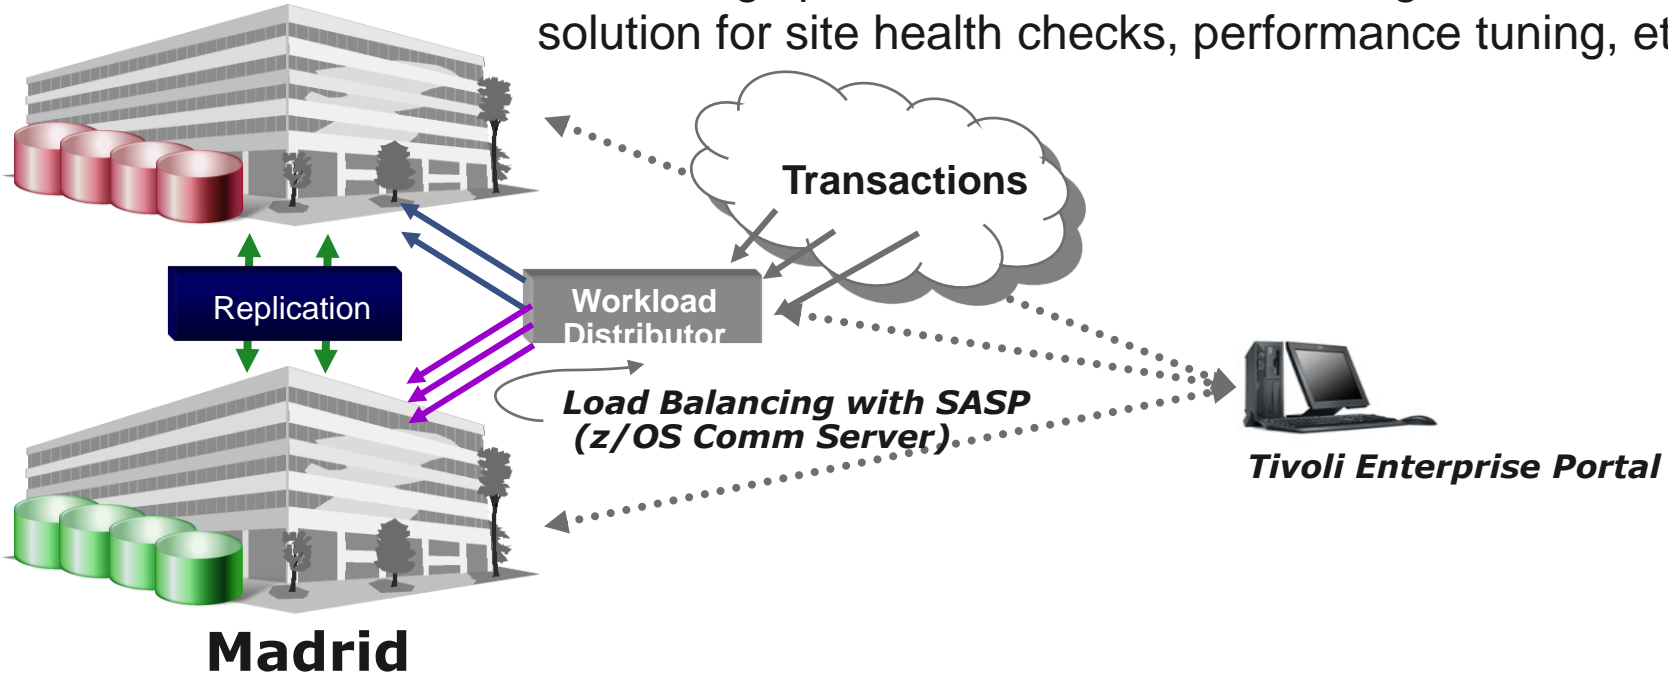 solution for site health checks, performance tuning,
Transactions
Replication
Workload
Distributor
Load Balancing with SASP
(z/OS Comm Server)
Tivoli Enterprise Portal
Madrid